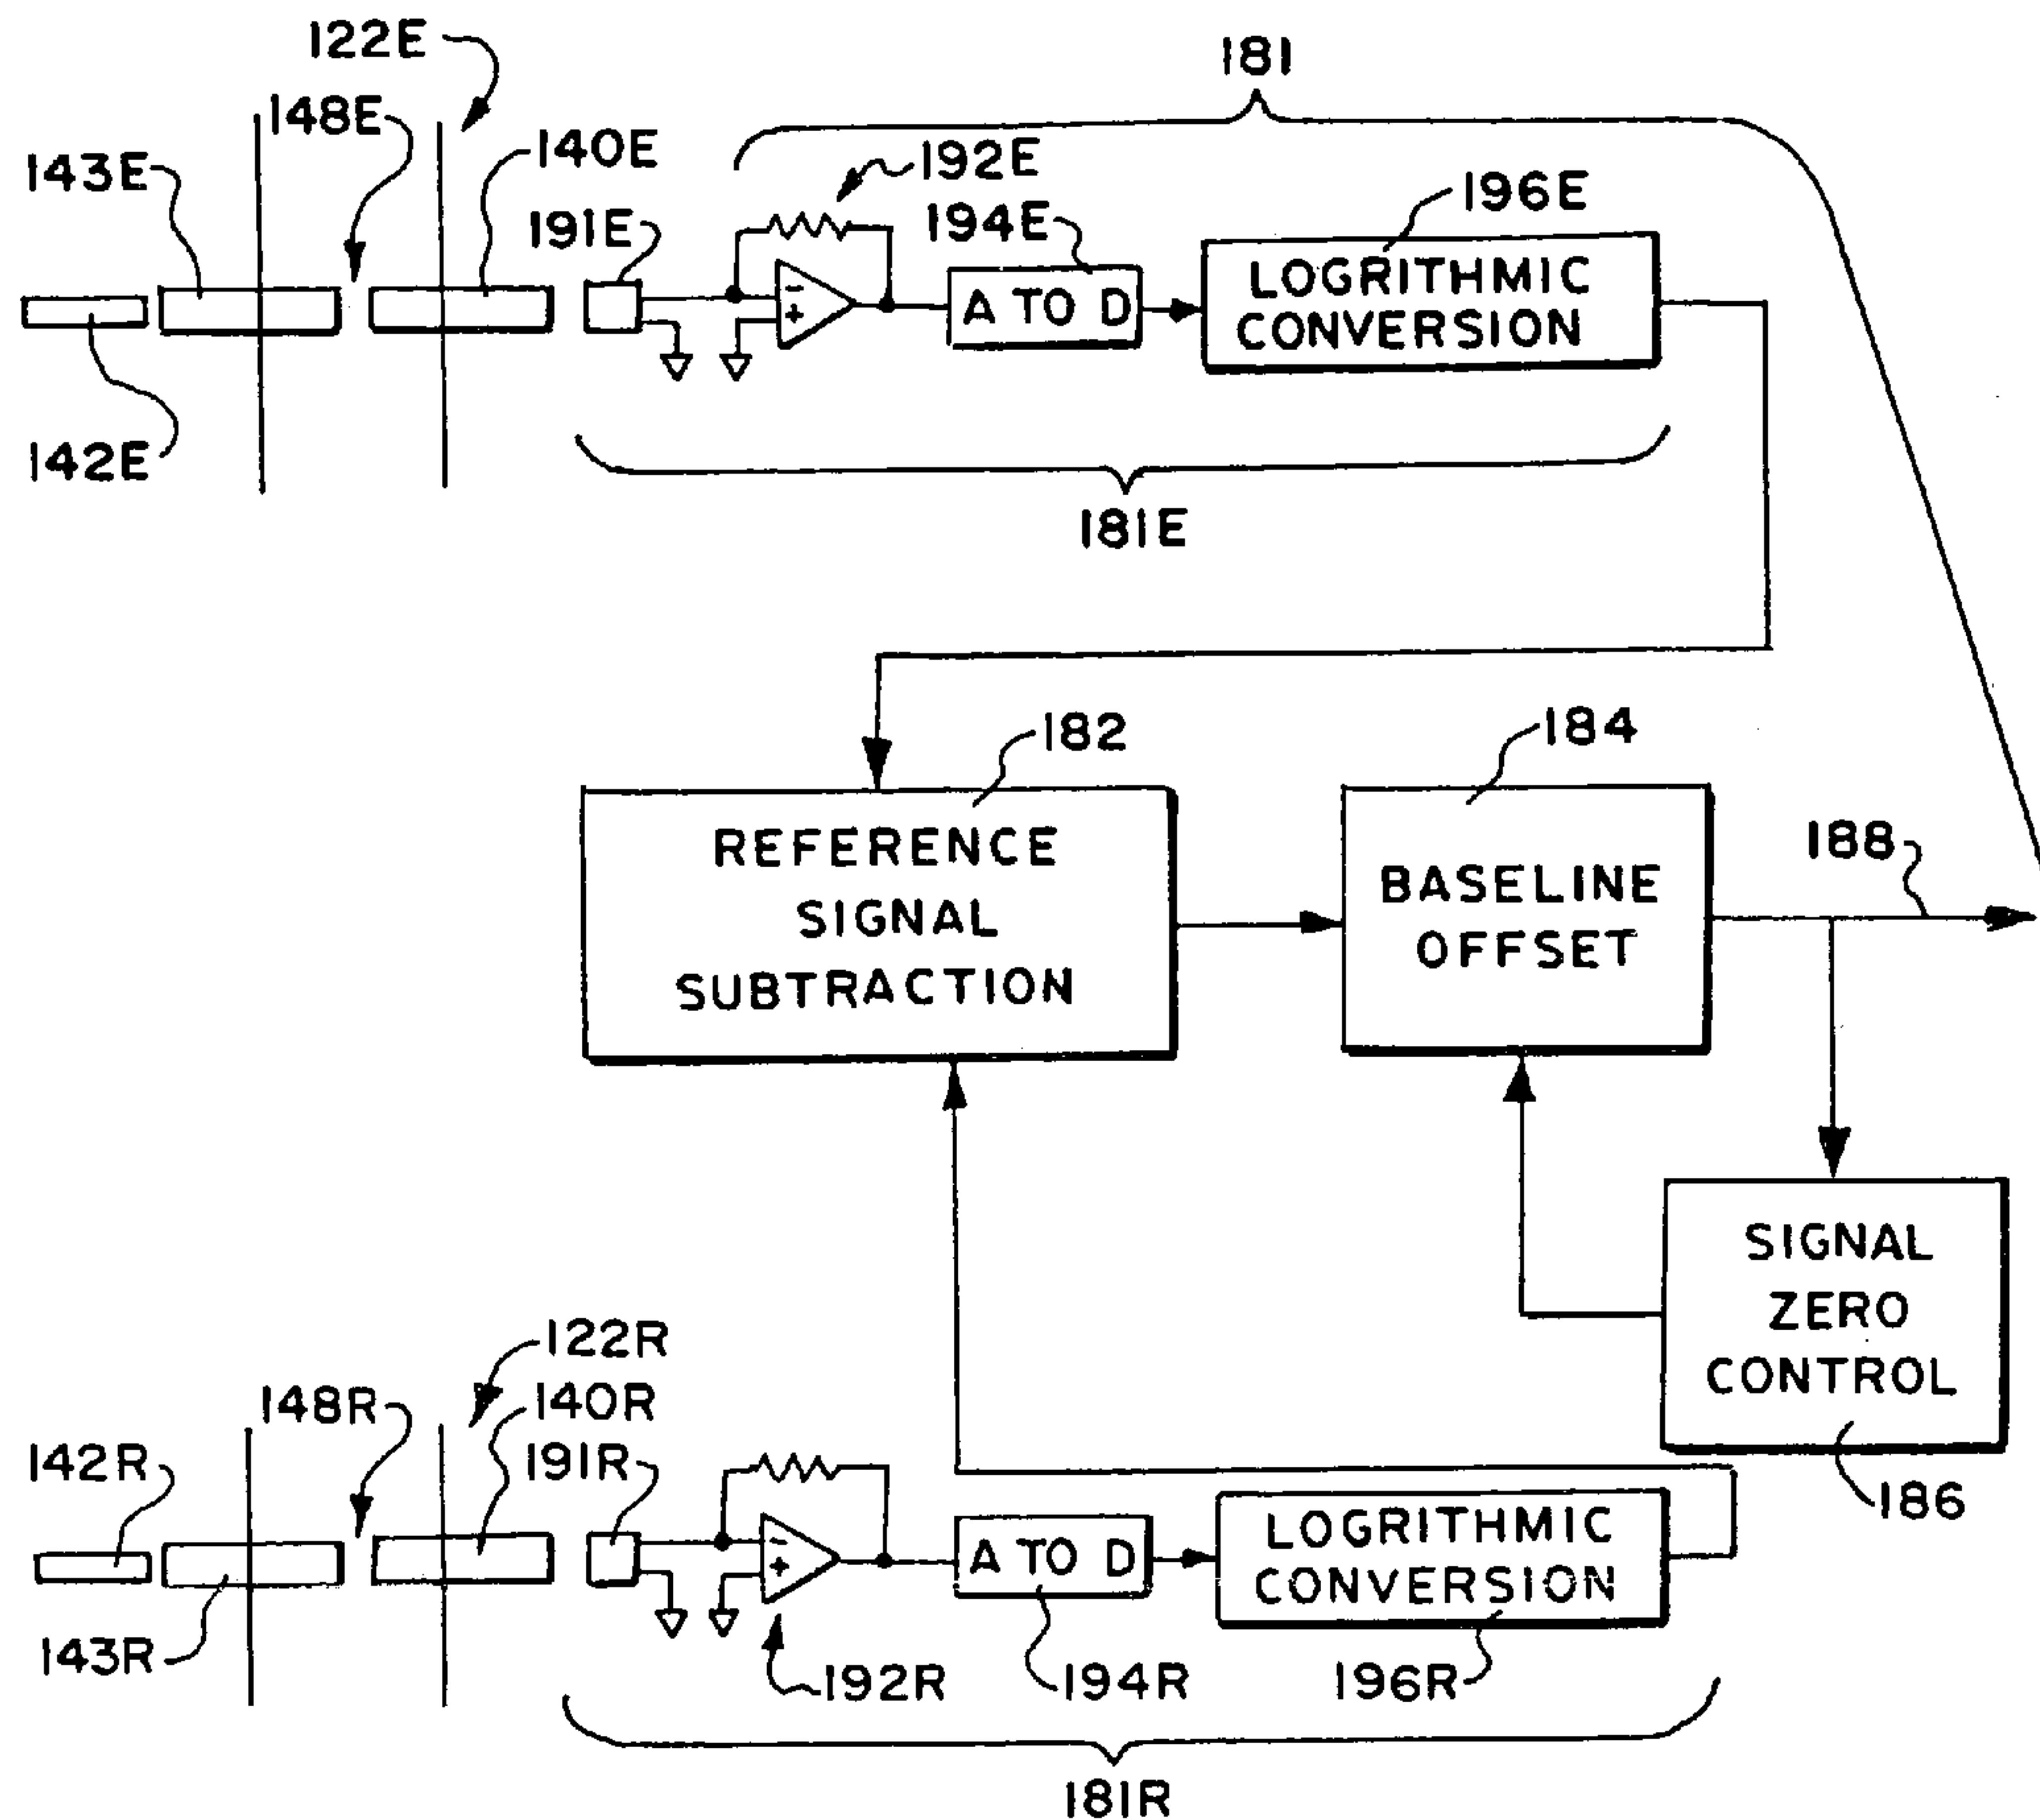 122E
181
148E
140E
192E
143E
196E
191E
194E
LOGRITHMIC
A TO D
CONVERSION
-
+
142E
181E
182
184
188
REFERENCE
SIGNAL
SUBTRACTION
BASELINE
OFFSET
SIGNAL
ZERO
CONTROL
122R
148R
140R
142R
191R
186
LOGRITHMIC
A TO D
CONVERSION
-
+
143R
192R
194R
196R
181R